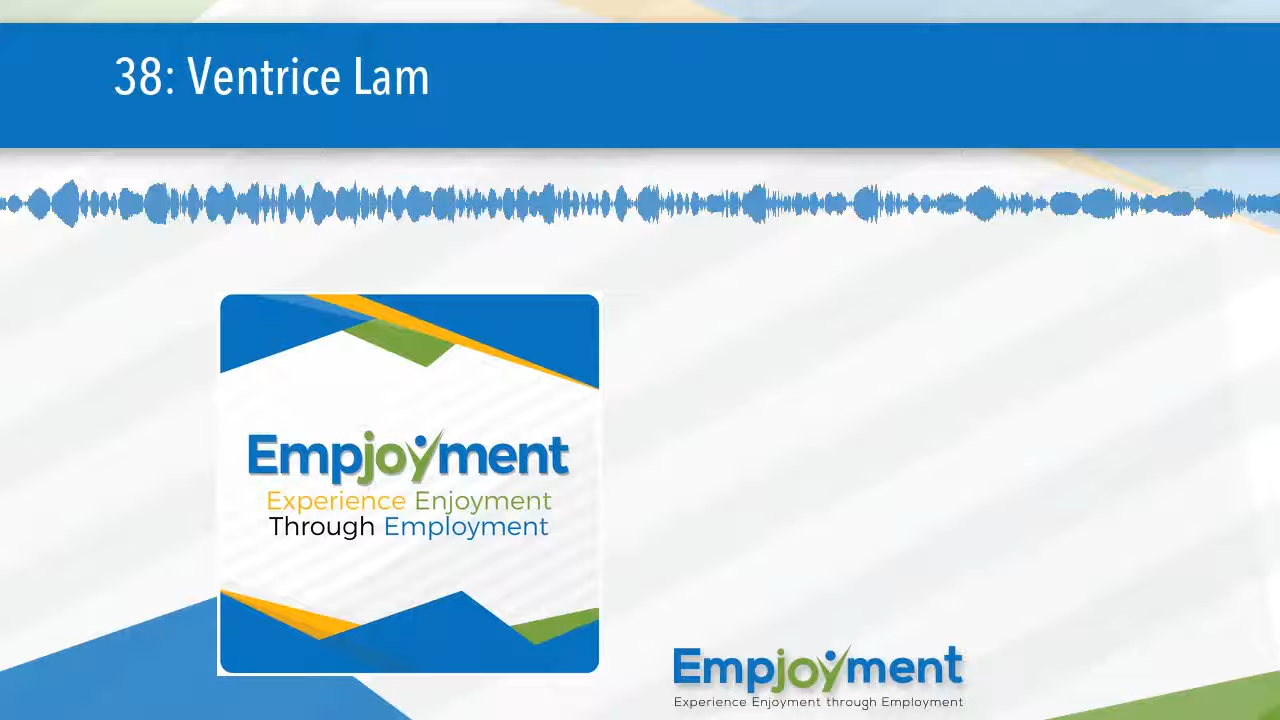 38: Ventrice Lam
Empjoyment
Experience Enjoyment
Through Employment
Empjoyment
Experience Enjoyment through Employment